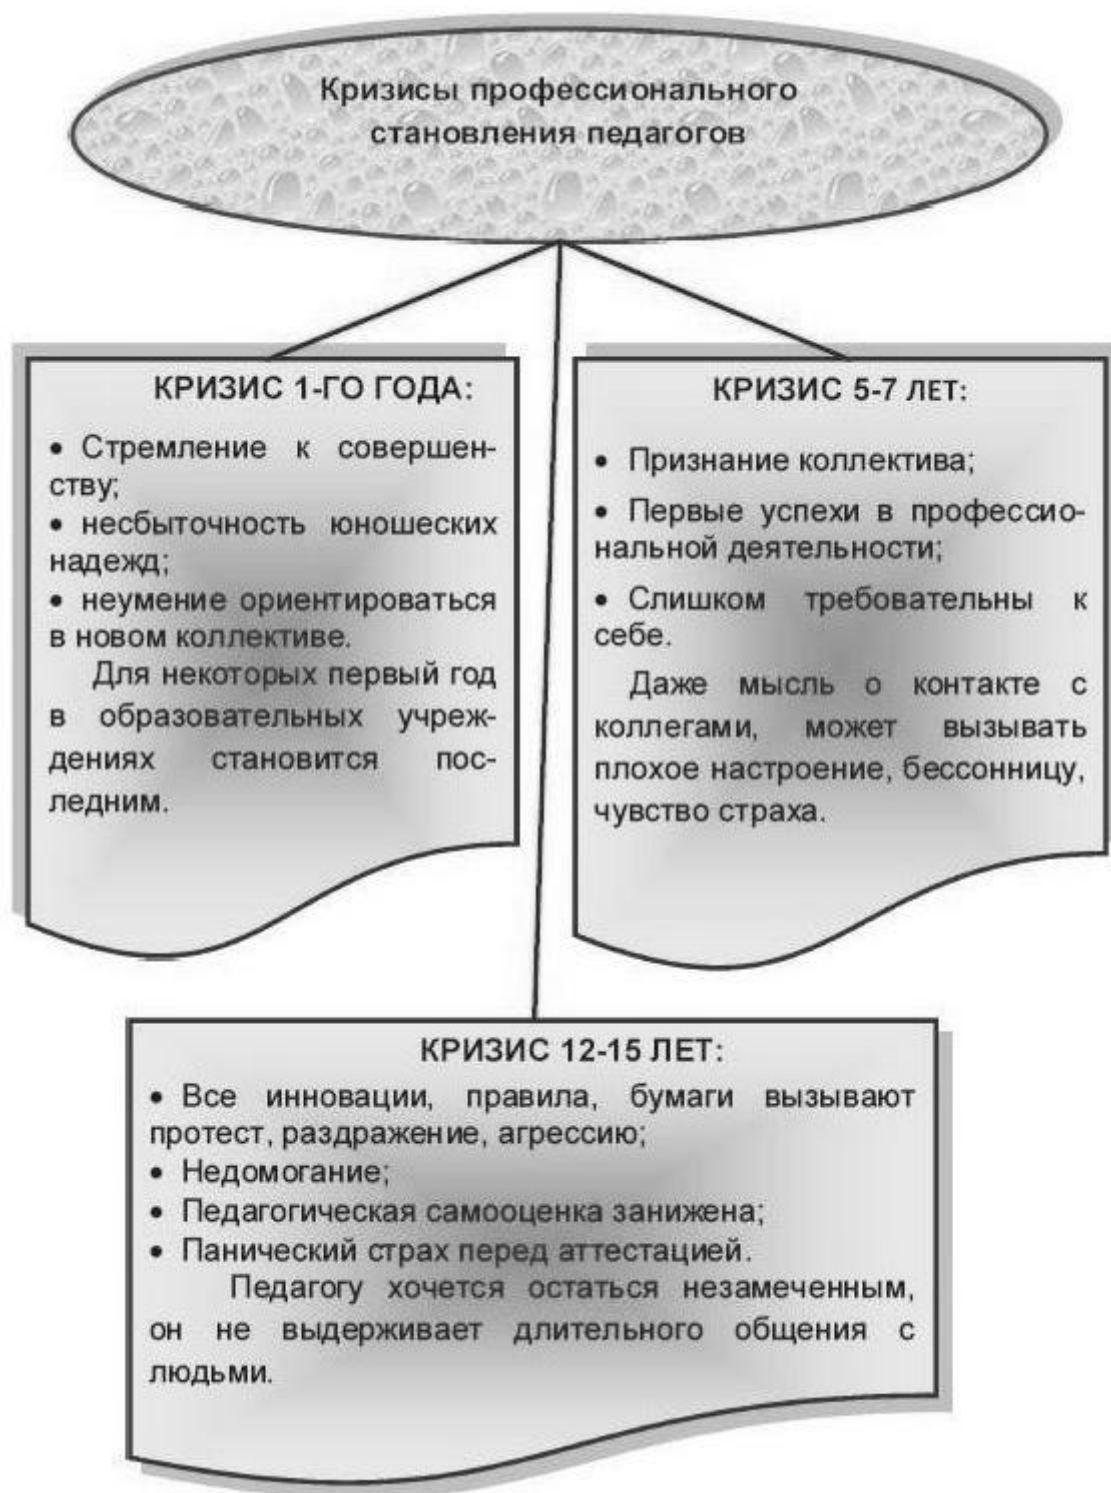 Кризисы профессионального
становления педагогов
КРИЗИС 1-ГО ГОДА:
• Стремление к совершен-
ству;
• несбыточность юношеских
надежд;
• неумение ориентироваться
в новом коллективе.
Для некоторых первый год
в образовательных учреж-
дениях становится пос-
ледним.
КРИЗИС 5-7 ЛЕТ:
• Признание коллектива;
• Первые успехи в профессио-
нальной деятельности;
• Слишком требовательны к
себе.
Даже мысль о контакте с
коллегами, может вызывать
плохое настроение, бессонницу,
чувство страха.
КРИЗИС 12-15 ЛЕТ:
• Все инновации, правила, бумаги вызывают
протест, раздражение, агрессию;
• Недомогание;
• Педагогическая самооценка занижена;
• Панический страх перед аттестацией.
Педагогу хочется остаться незамеченным,
он не выдерживает длительного общения с
людьми.